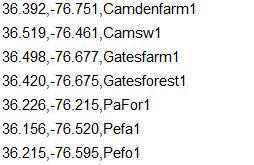 36.392,-76.751,Camdenfarm1
36.519,-76.461,Camsw1
36.498,-76.677,Gatesfarm1
36.420,-76.675,Gatesforest1
36.226,-76.215,PaFor1
36.156,-76.520,Pefa1
36.215,-76.595,Pefo1